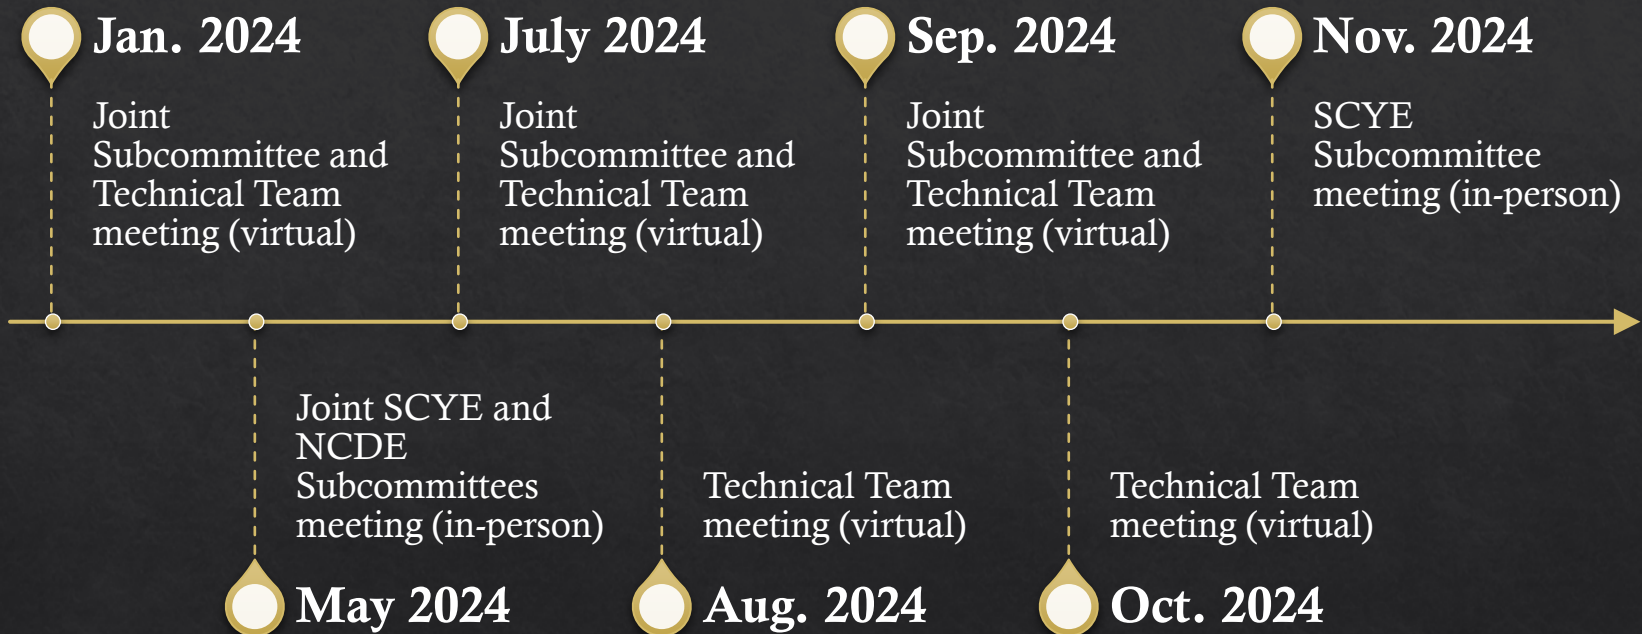 Jan. 2024
Joint
Subcommittee and
Technical Team
meeting (virtual)
July 2024
Joint
Subcommittee and
Technical Team
meeting (virtual)
Sep. 2024
Joint
Subcommittee and
Technical Team
meeting (virtual)
Nov. 2024
SCYE
Subcommittee
meeting (in-person)
Joint SCYE and
NCDE
Subcommittees
meeting (in-person)
May 2024
Technical Team
meeting (virtual)
Aug. 2024
Technical Team
meeting (virtual)
Oct. 2024